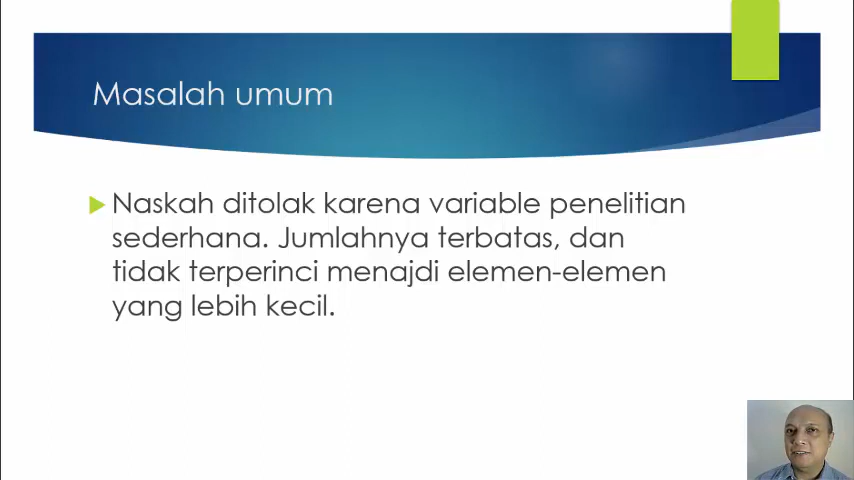 Masalah umum
Naskah ditolak karena variable penelitian
sederhana. Jumlahnya terbatas, dan
tidak terperinci menajdi elemen-elemen
yang lebih kecil.